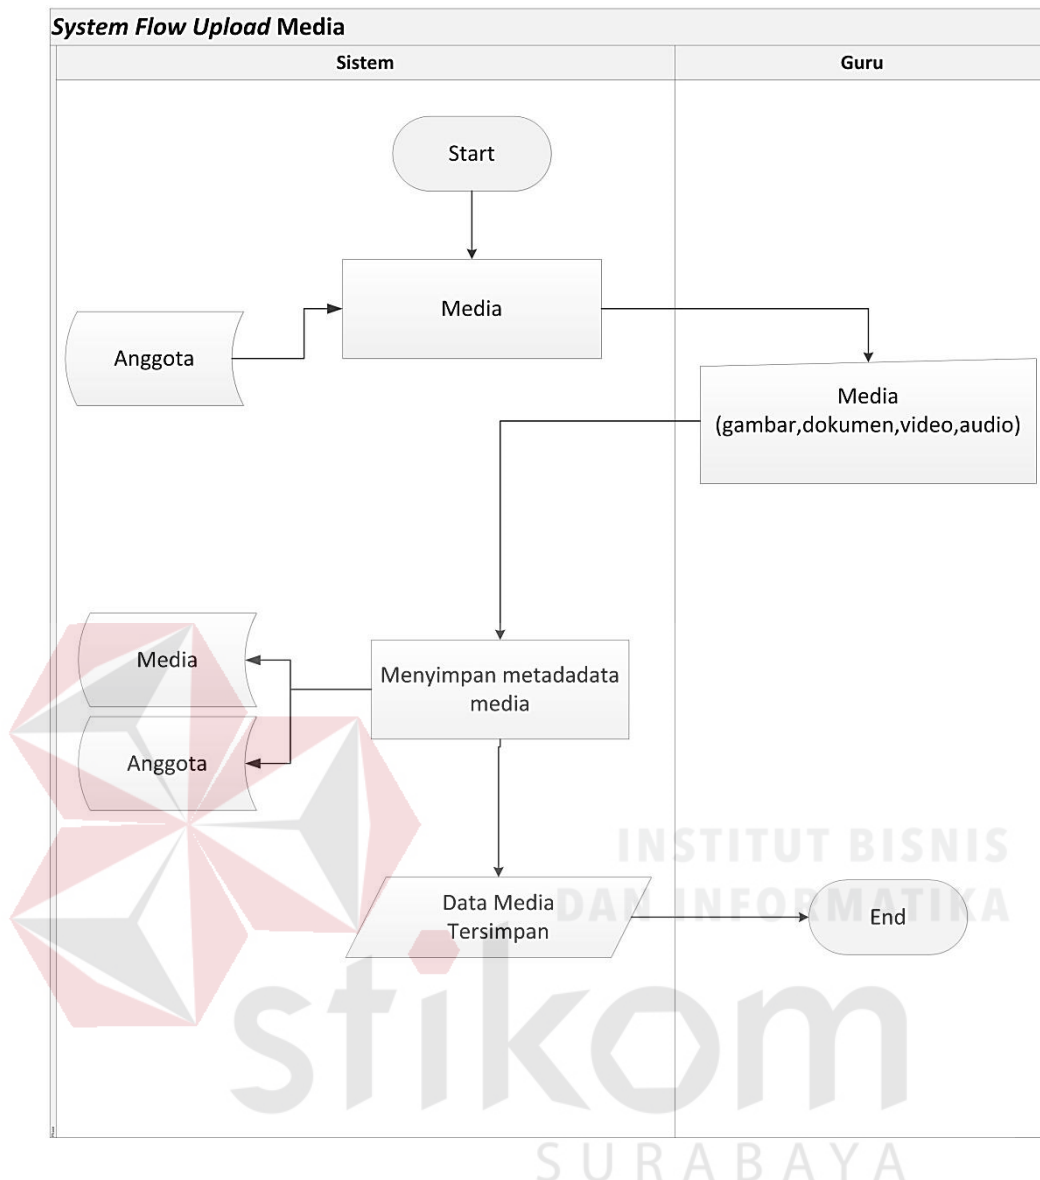 System Flow Upload Media
Sistem
Guru
Start
Media
Anggota
Media
(gambar,dokumen,video,audio)
Media
Menyimpan metadadata
media
Anggota
Data Media
Tersimpan
End
INSTITUT BISNIS
DAN INFORMATIKA
stikom
SURABAYA